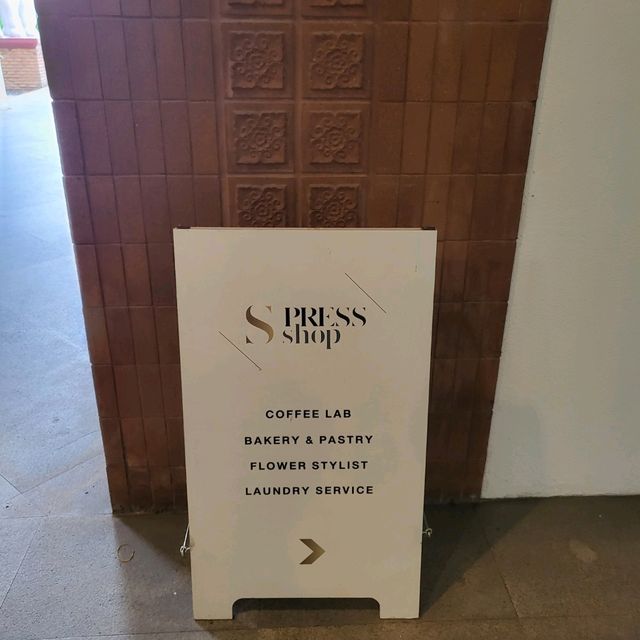 S PRESS
shop
COFFEE LAB
BAKERY & PASTRY
FLOWER STYLIST
LAUNDRY SERVICE